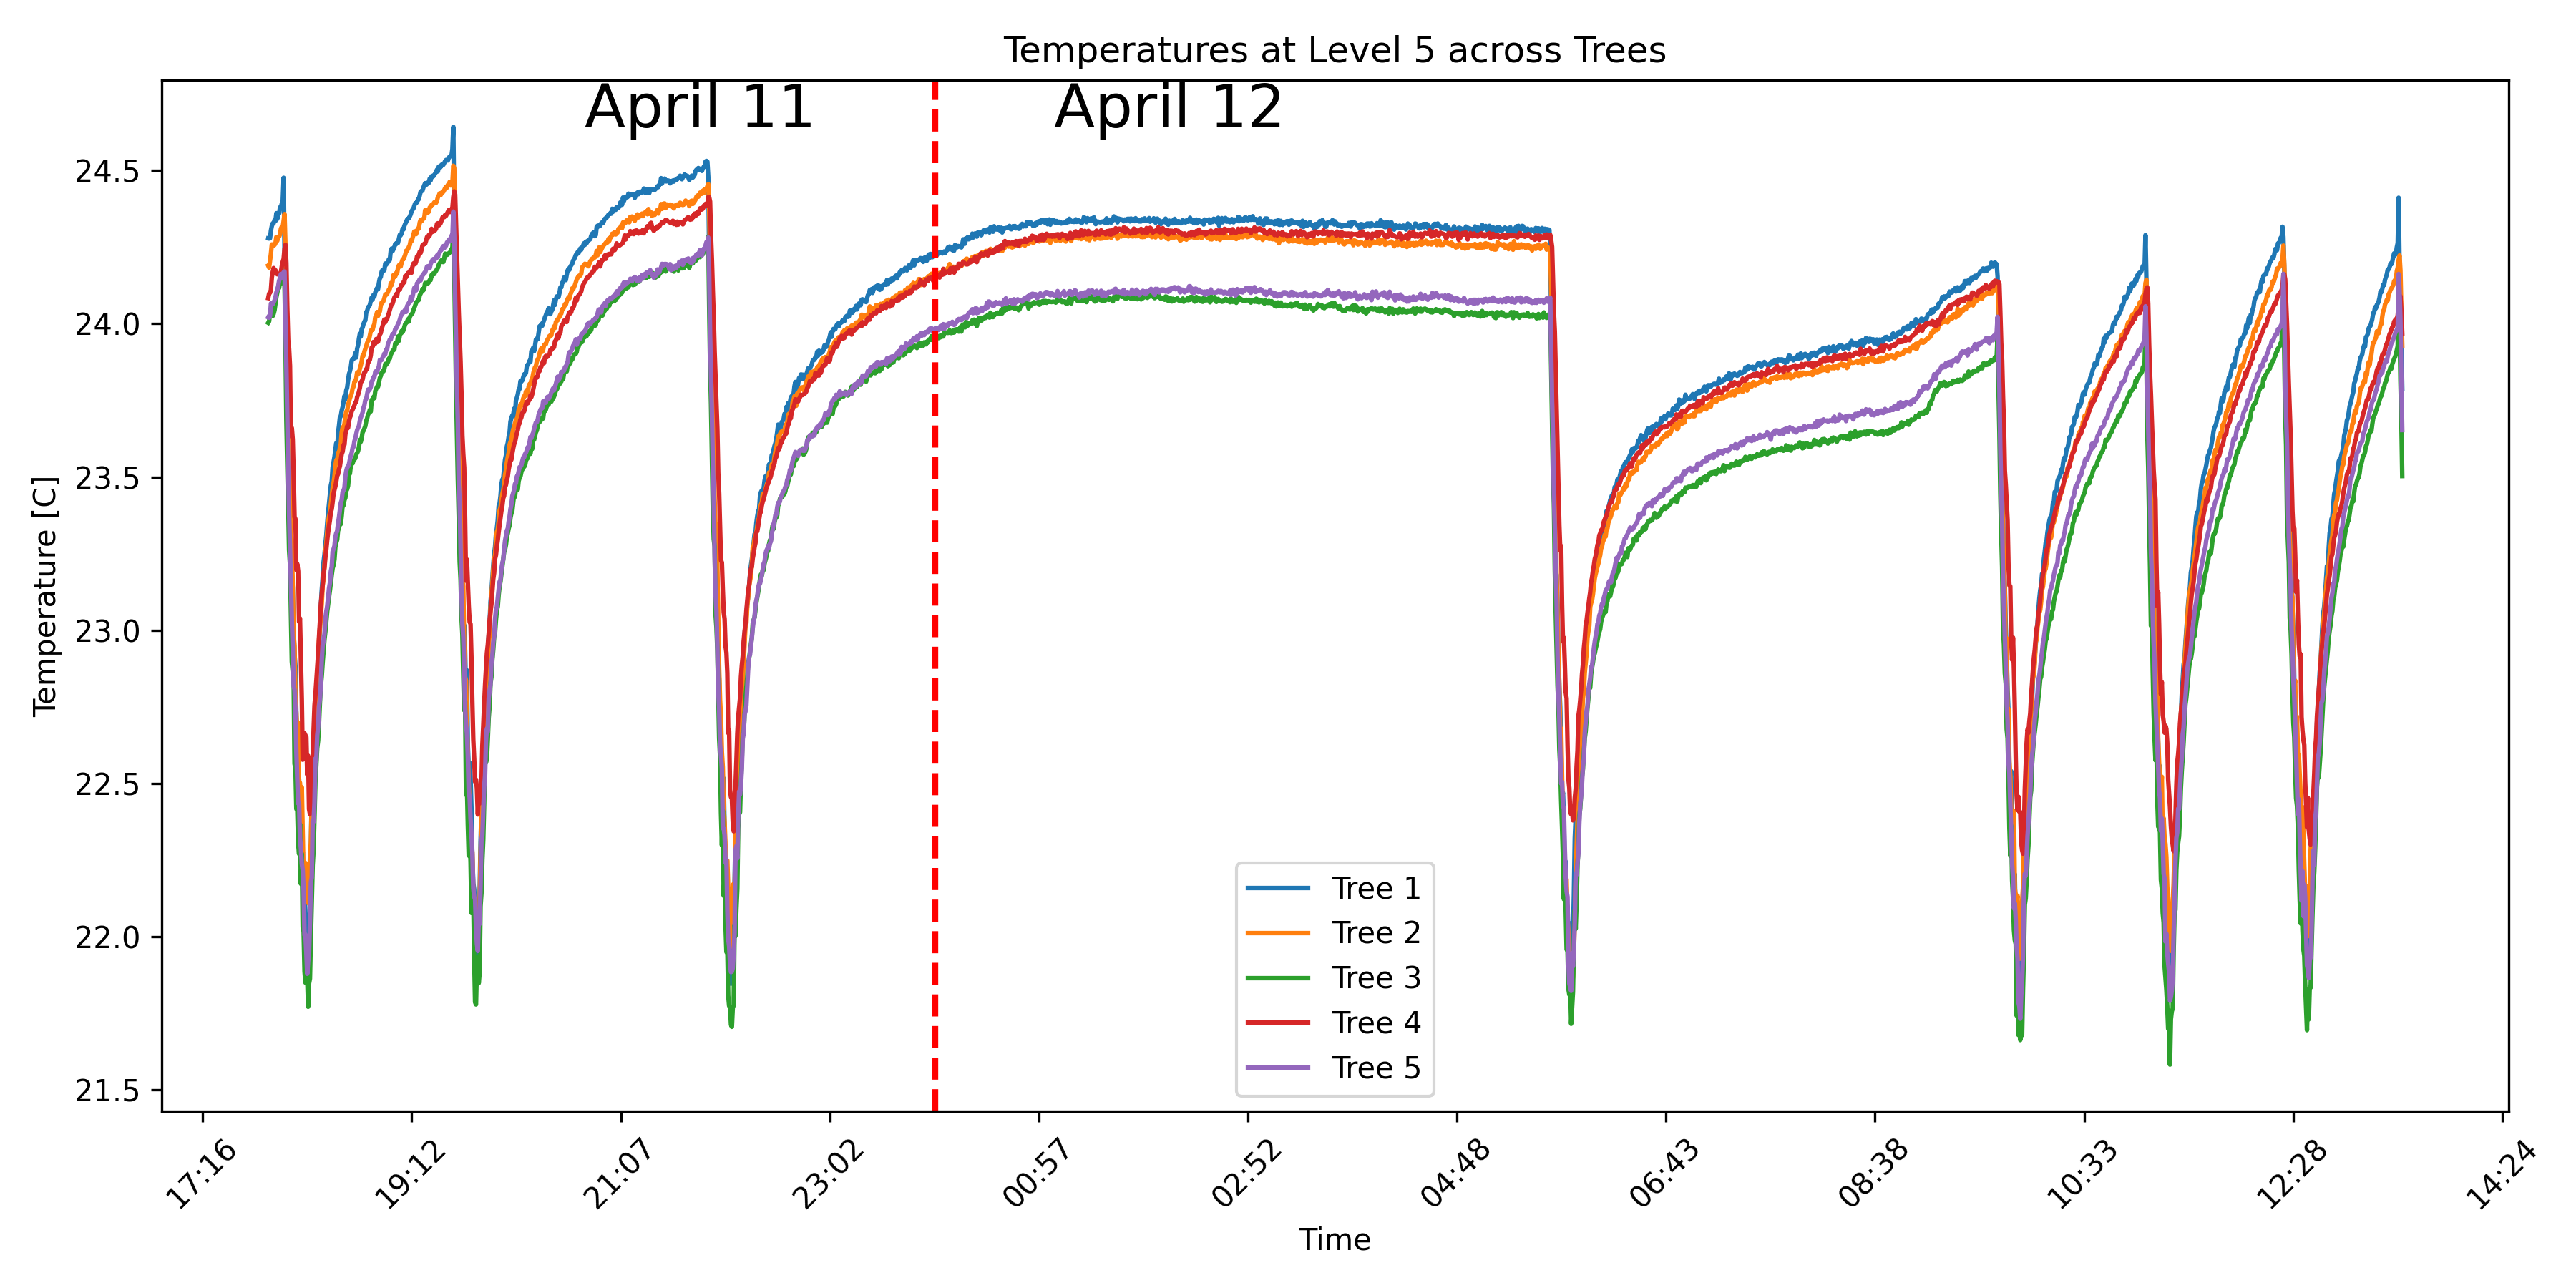 Temperatures at Level 5 across Trees
April 11
April 12
Temperature [C]
24.5
24.0
23.5
23.0
22.5
22.0
21.5
Tree 1
Tree 2
Tree 3
Tree 4
Tree 5
17:16
19:12
21:07
23:02
00:57
02:52
04:48
06:43
08:38
10:33
12:28
14:24
Time